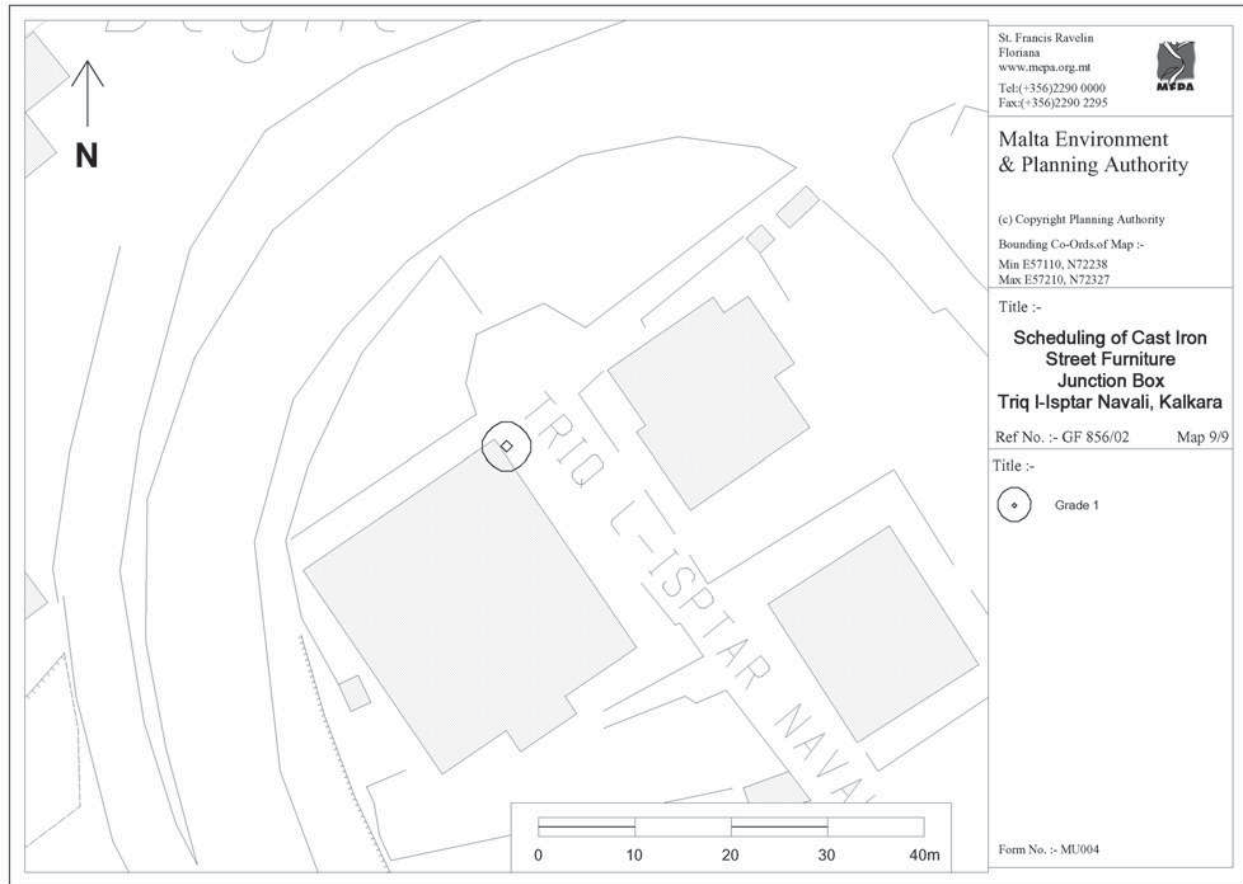 N
TRIQ L-ISPTAR NAVAL
0 10 20 30 40m
St. Francis Ravelin
Floriana
www.mepa.org.mt
Tel:(+356)2290 0000
Fax:(+356)2290 2295
MEPA
Malta Environment
& Planning Authority
(c) Copyright Planning Authority
Bounding Co-Ords.of Map :-
Min E57110, N72238
Max E57210, N72327
Title :-
Scheduling of Cast Iron
Street Furniture
Junction Box
Triq l-Isptar Navali, Kalkara
Ref No. :- GF 856/02 Map 9/9
Title :-
Grade 1
Form No. :- MU004